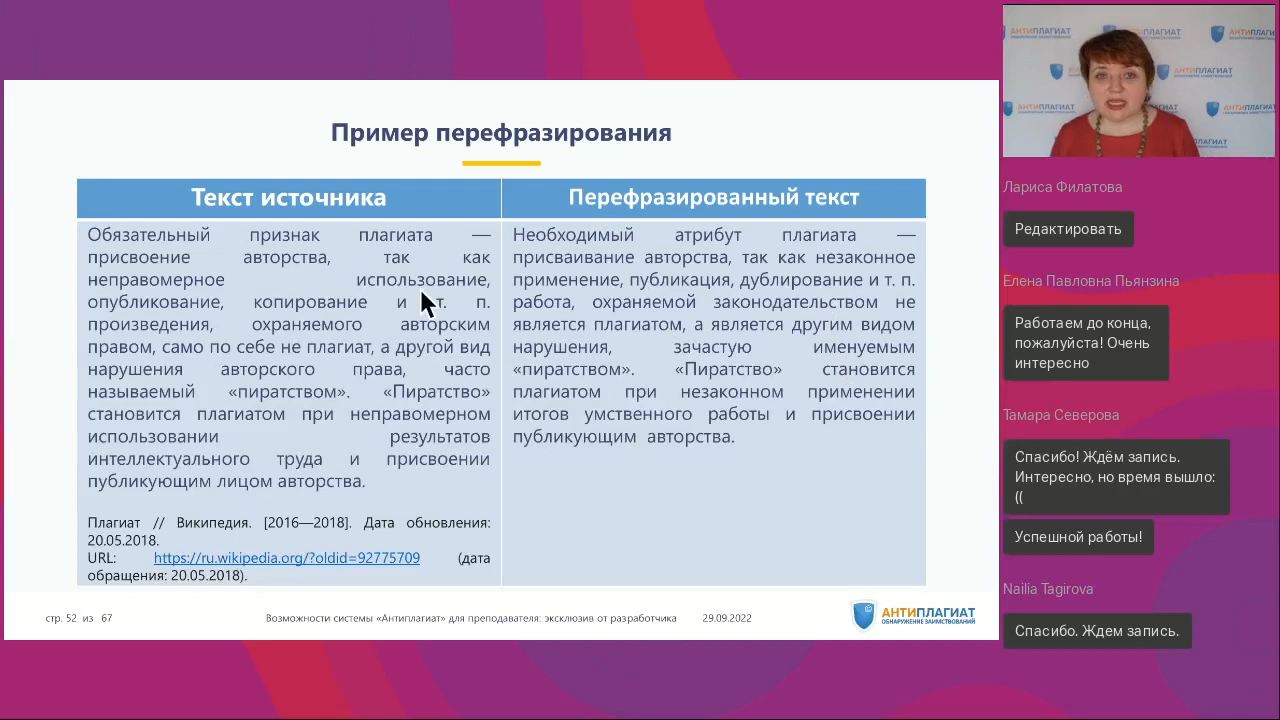 Пример перефразирования
Текст источника
Обязательный признак плагиата —
присвоение авторства, так как
неправомерное использование,
опубликование, копирование и т. п.
произведения, охраняемого авторским
правом, само по себе не плагиат, а другой вид
нарушения авторского права, часто
называемый «пиратством». «Пиратство»
становится плагиатом при неправомерном
использовании результатов
интеллектуального труда и присвоении
публикующим лицом авторства.
Плагиат // Википедия. [2016—2018]. Дата обновления:
20.05.2018.
URL: https://ru.wikipedia.org/?oldid=92775709 (дата
обращения: 20.05.2018).
Перефразированный текст
Необходимый атрибут плагиата —
присваивание авторства, так как незаконное
применение, публикация, дублирование и т. п.
работа, охраняемой законодательством не
является плагиатом, а является другим видом
нарушения, зачастую именуемым
«пиратством». «Пиратство» становится
плагиатом при незаконном применении
итогов умственного работы и присвоении
публикующим авторства.
стр. 52 из 67
Возможности системы «Антиплагиат» для преподавателя: эксклюзив от разработчика
29.09.2022
АНТИПЛАГИАТ
ОБНАРУЖЕНИЕ ЗАИМСТВОВАНИЙ
АНТИПЛАГИАТ
Лариса Филатова
Редактировать
Елена Павловна Пьянзина
Работаем до конца,
пожалуйста! Очень
интересно
Тамара Северова
Спасибо! Ждём запись.
Интересно, но время вышло:
((
Успешной работы!
Nailia Tagirova
Спасибо. Ждем запись.